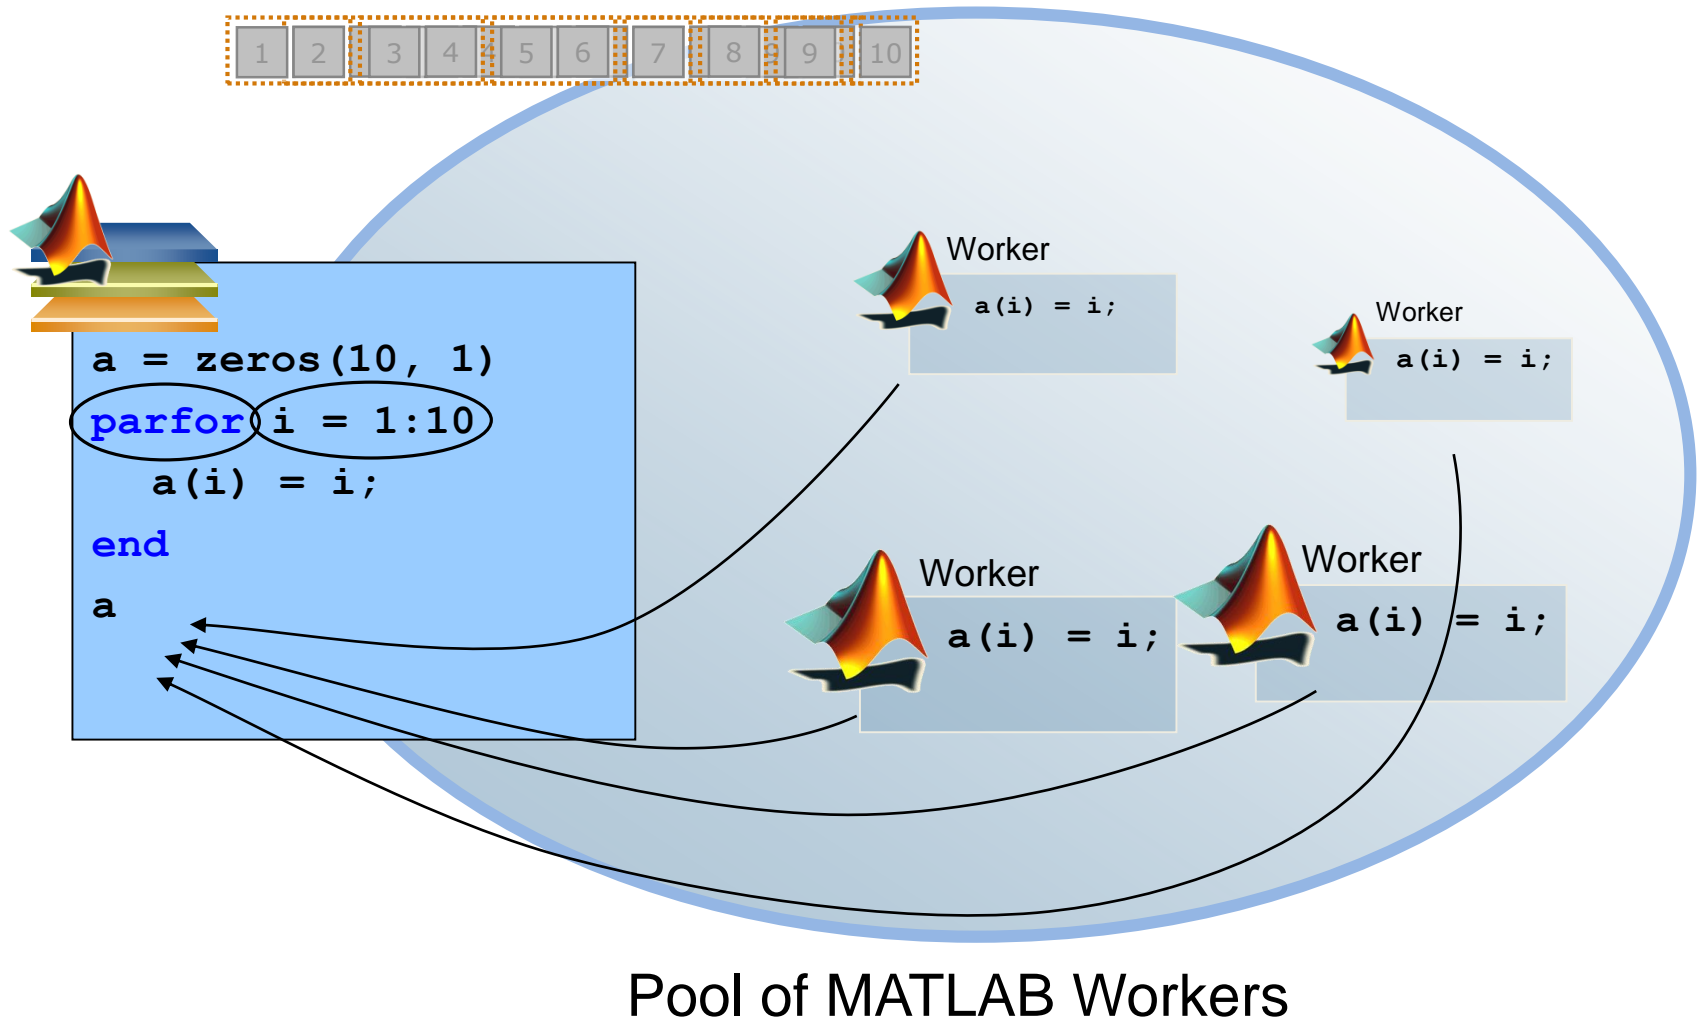 1 2 3 4 5 6 7 8 9 10
Worker
a(i) = i;
Worker
a(i) = i;
a = zeros(10, 1)
parfor i = 1:10
a(i) = i;
end
a
Worker
a(i) = i;
Worker
a(i) = i;
Pool of MATLAB Workers